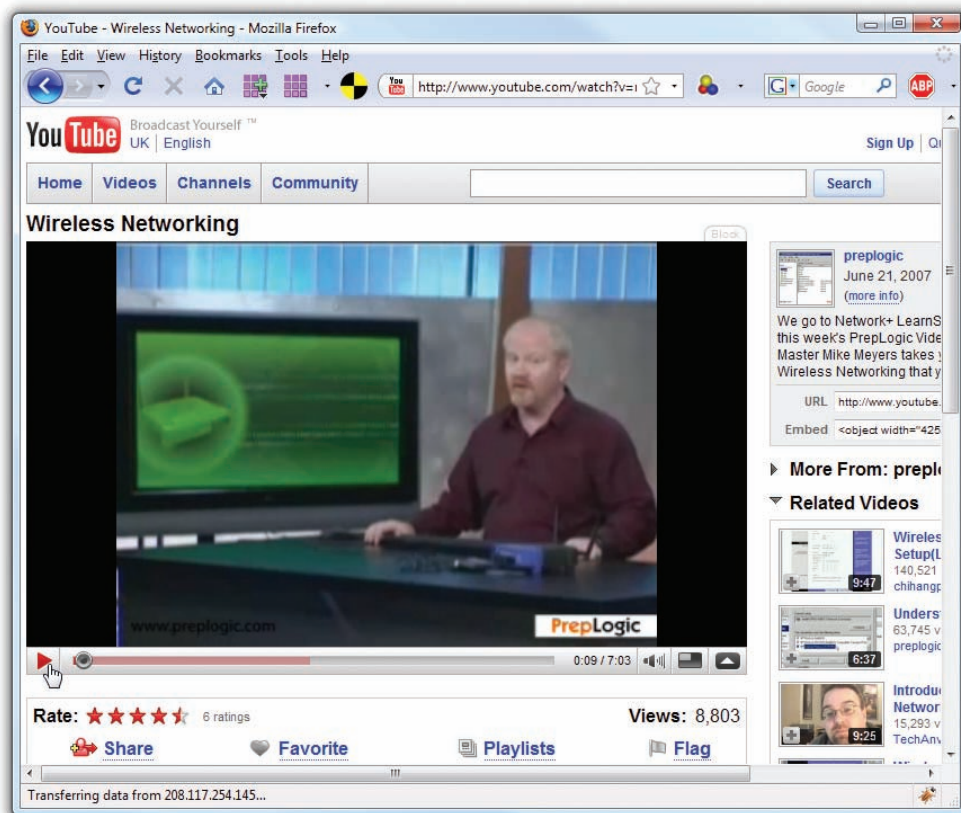 YouTube - Wireless Networking - Mozilla Firefox
File Edit View History Bookmarks Tools Help
You Tube http://www.youtube.com/watch?v= G Google ABP
You Tube Broadcast Yourself ™
UK English
Sign Up
Home Videos Channels Community Search
Wireless Networking
Block
www.preplogic.com
PrepLogic
0:09 / 7:03
Rate: 6 ratings Views: 8,803
Share Favorite Playlists Flag
preplogic
June 21, 2007
(more info)
We go to Network+ LearnS
this week's PrepLogic Vide
Master Mike Meyers takes
Wireless Networking that y
URL http://www.youtube.
Embed <object width="425
More From: preplo
Related Videos
Wireles
Setup(L
140,521
chihangp
9:47
Unders
63,745 v
preplogic
6:37
Introdu
Networ
15,293 v
TechAnv
9:25
Transferring data from 208.117.254.145...